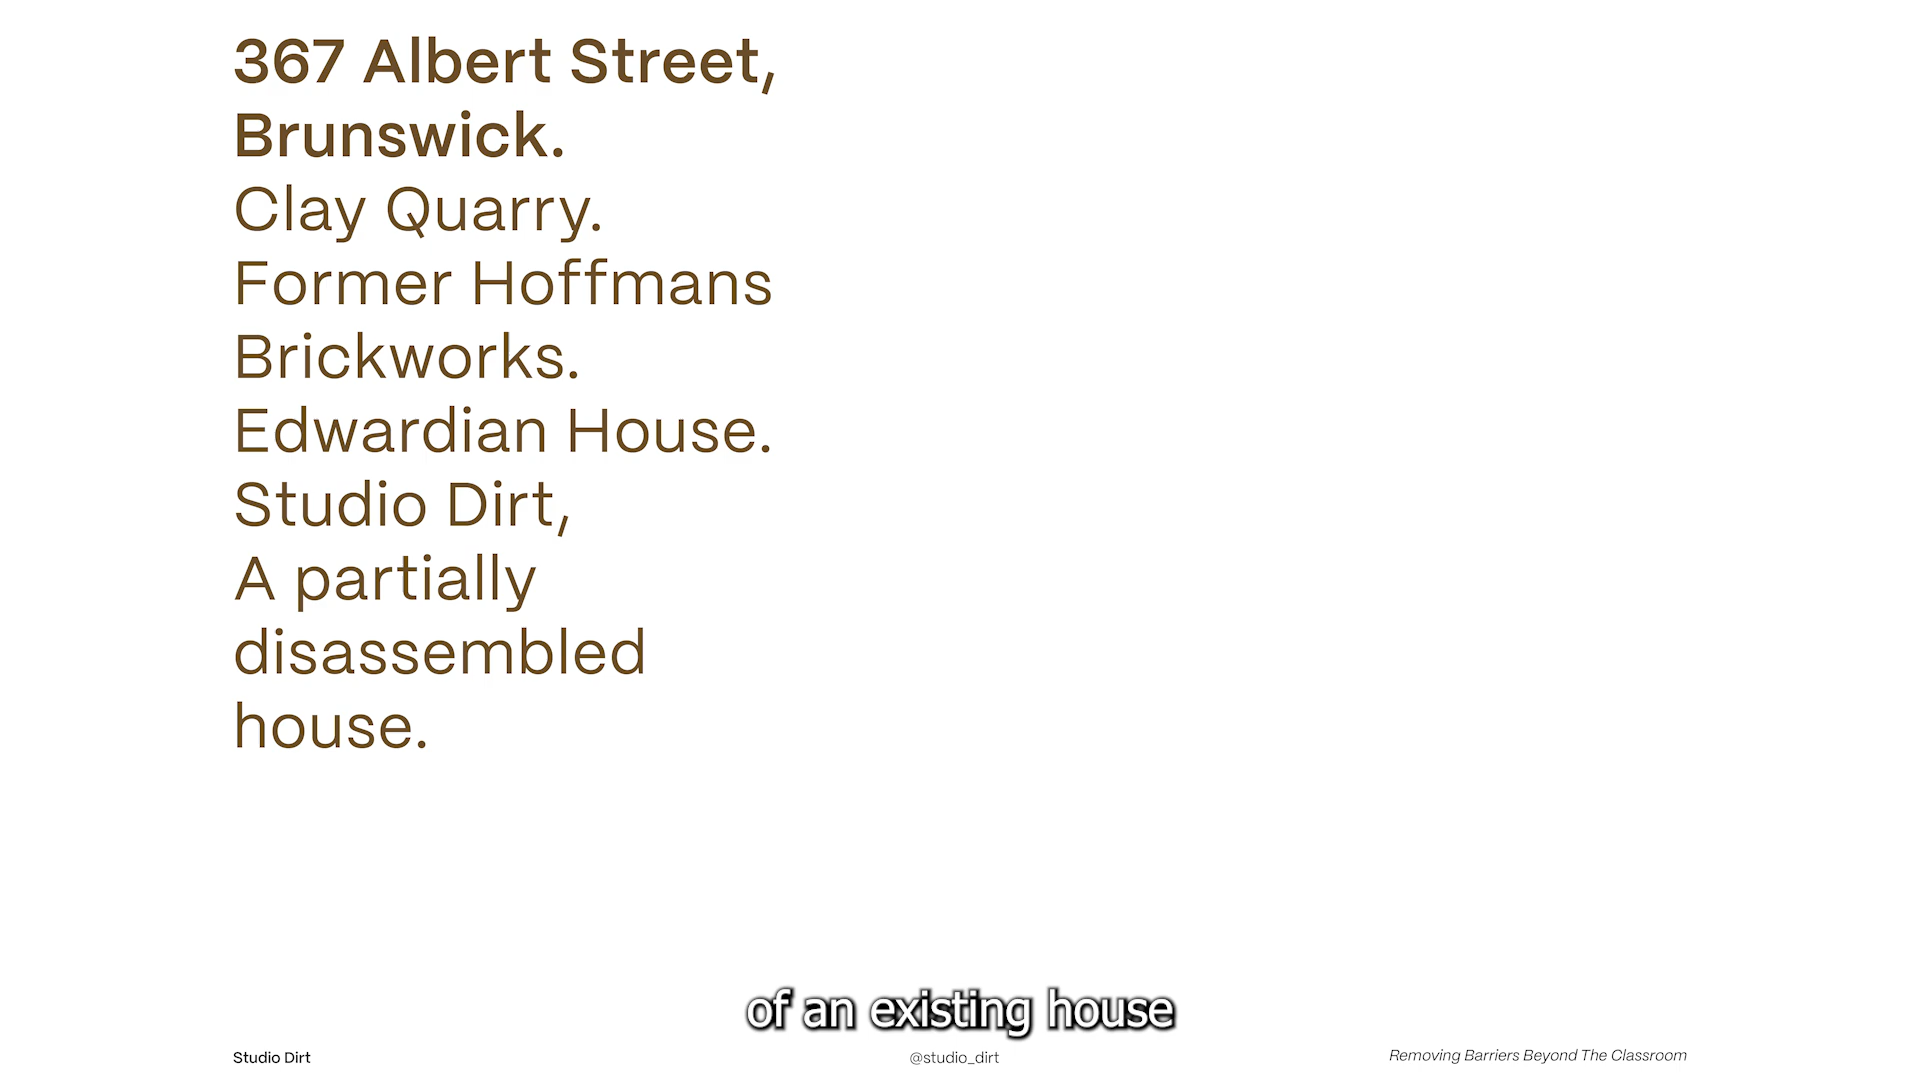 367 Albert Street,
Brunswick.
Clay Quarry.
Former Hoffmans
Brickworks.
Edwardian House.
Studio Dirt,
A partially
disassembled
house.
of an existing house
Studio Dirt
@studio_dirt
Removing Barriers Beyond The Classroom